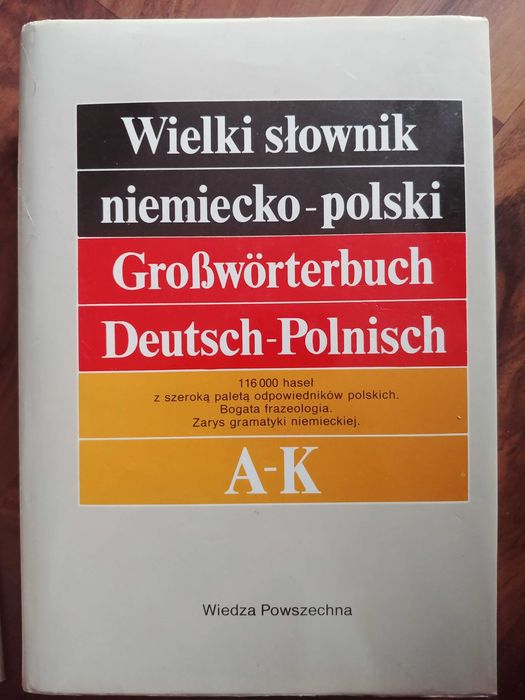 Wielki słownik
niemiecko-polski
Großwörterbuch
Deutsch-Polnisch
116 000 haseł
z szeroką paletą odpowiedników polskich.
Bogata frazeologia.
Zarys gramatyki niemieckiej.
A-K
Wiedza Powszechna